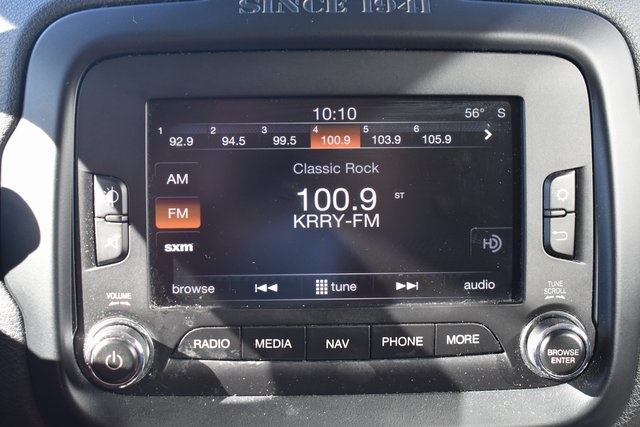 SINCE 1941
10:10 56° S
1 92.9 2 94.5 3 99.5 4 100.9 5 103.9 6 105.9
Classic Rock
AM
100.9 ST
FM
KRRY-FM
sxm
HD
browse tune audio
VOLUME
TUNE
SCROLL
RADIO MEDIA NAV PHONE MORE
BROWSE
ENTER